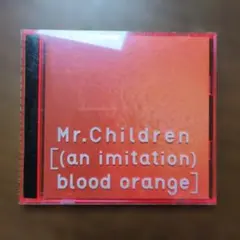 Mr.Children
[(an imitation)
blood orange]